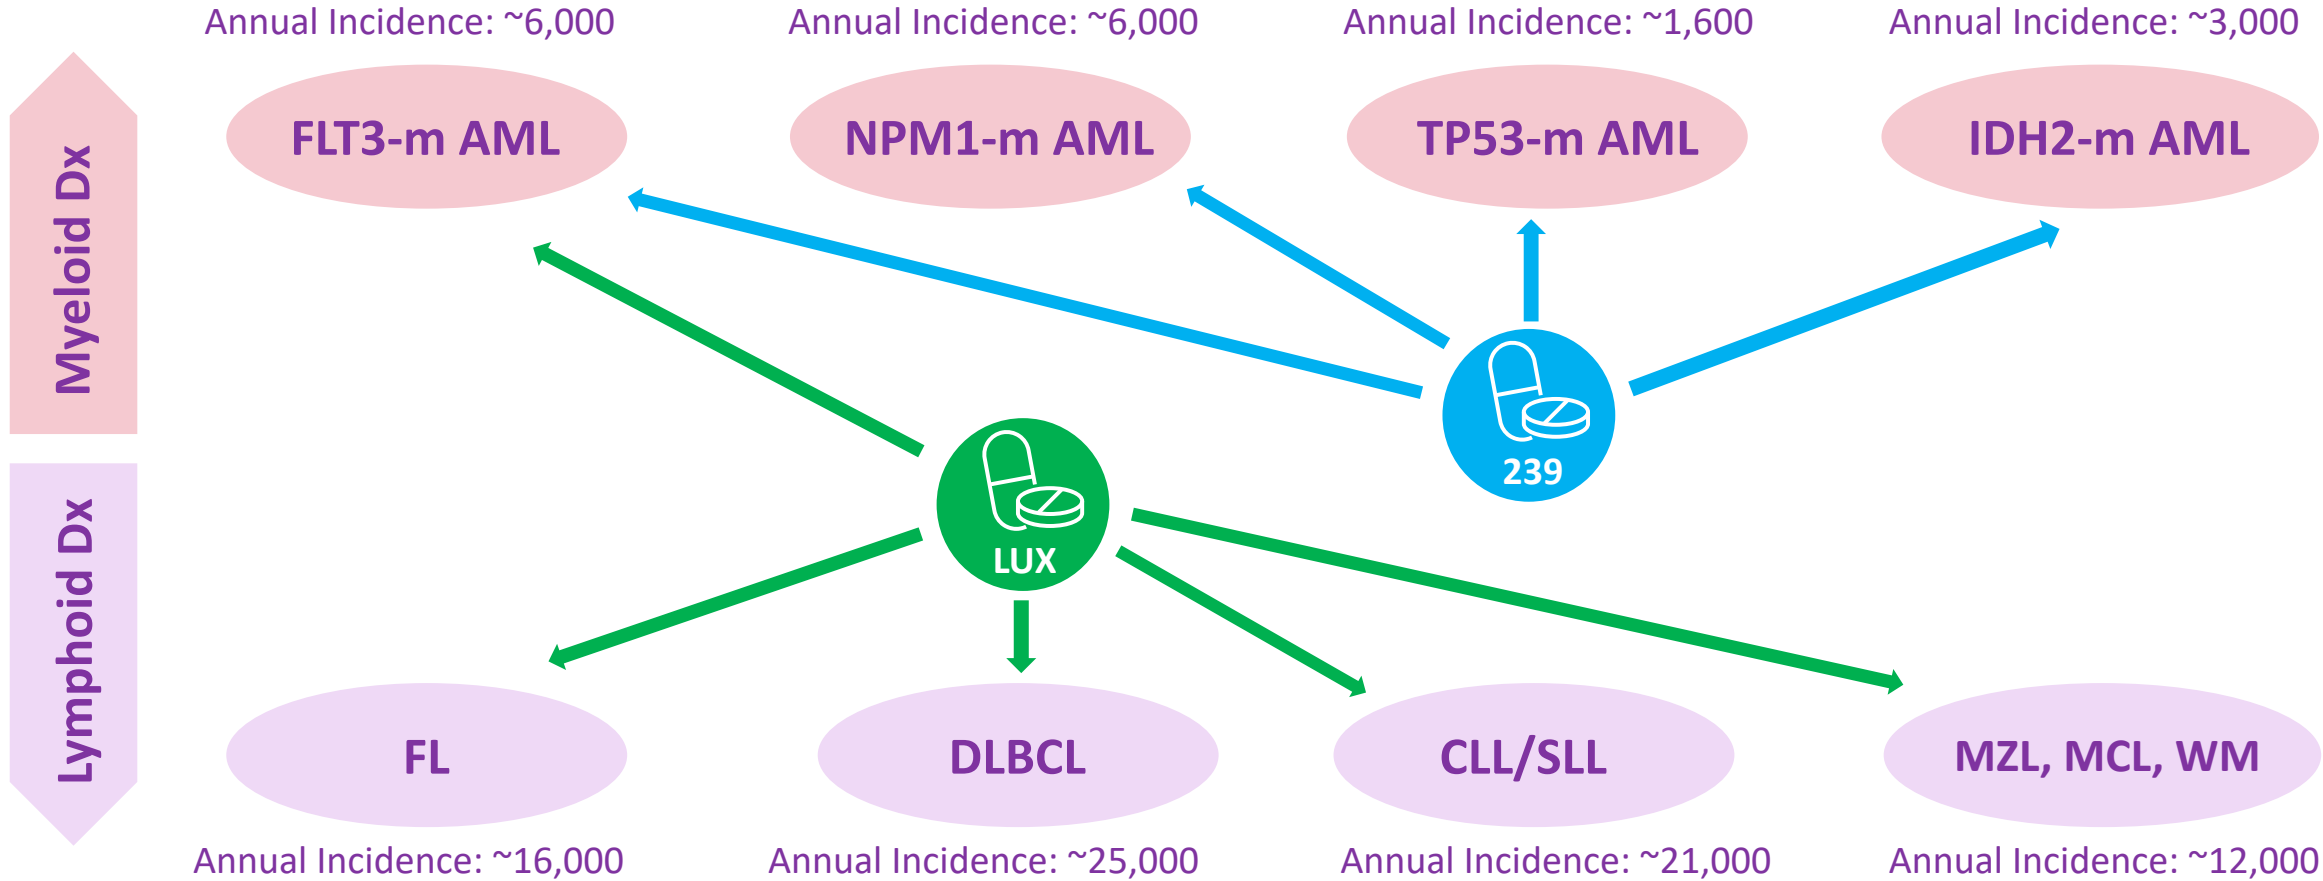 Annual Incidence: ~6,000
Annual Incidence: ~6,000
Annual Incidence: ~1,600
Annual Incidence: ~3,000
Myeloid Dx
FLT3-m AML
NPM1-m AML
TP53-m AML
IDH2-m AML
239
LUX
Lymphoid Dx
FL
DLBCL
CLL/SLL
MZL, MCL, WM
Annual Incidence: ~16,000
Annual Incidence: ~25,000
Annual Incidence: ~21,000
Annual Incidence: ~12,000